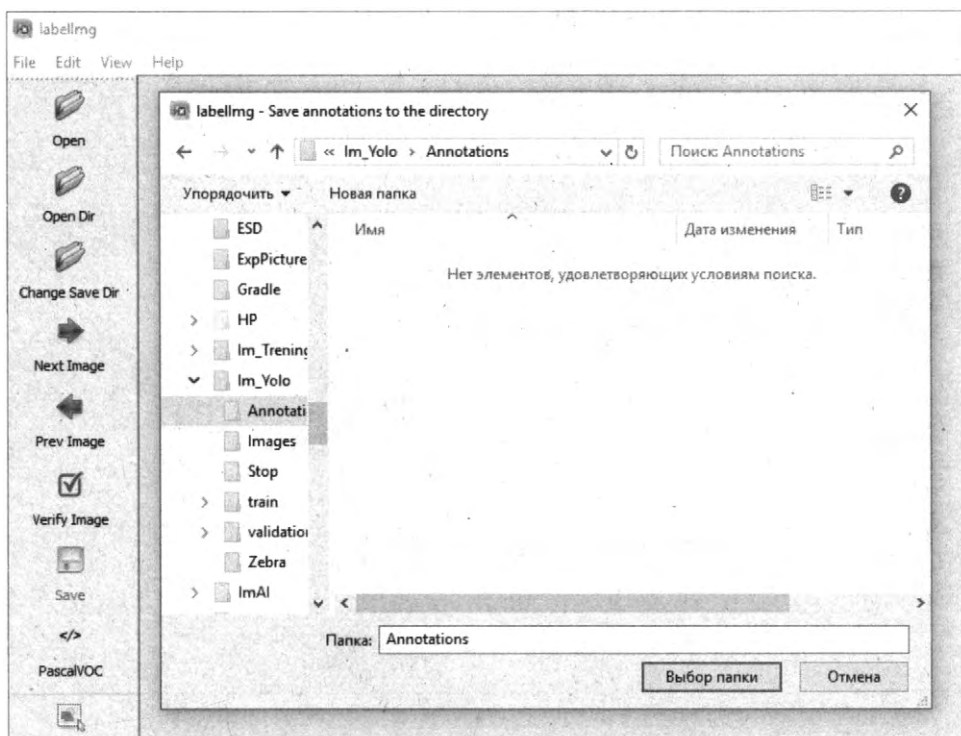 labelImg
File Edit View Help
Open
Open Dir
Change Save Dir
Next Image
Prev Image
Verify Image
Save
</>
PascalVOC
labelImg - Save annotations to the directory
« Im_Yolo > Annotations
Поиск: Annotations
Упорядочить
Новая папка
ESD
ExpPicture
Gradle
HP
Im_Trening
Im_Yolo
Annotati
Images
Stop
train
validation
Zebra
ImAI
Имя
Дата изменения
Тип
Нет элементов, удовлетворяющих условиям поиска.
Папка: Annotations
Выбор папки
Отмена